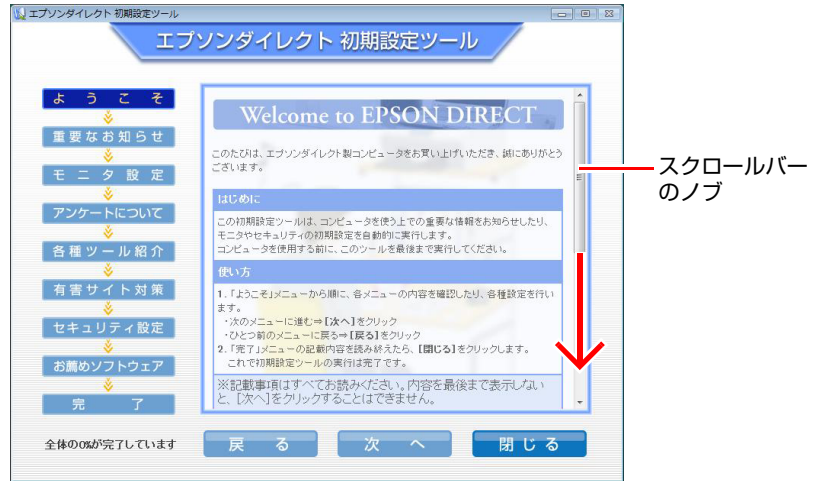 エプソンダイレクト 初期設定ツール
エプソンダイレクト 初期設定ツール
ようこそ
重要なお知らせ
モニタ設定
アンケートについて
各種ツール紹介
有害サイト対策
セキュリティ設定
お薦めソフトウェア
完了
全体の0%が完了しています
Welcome to EPSON DIRECT
このたびは、エプソンダイレクト製コンピュータをお買い上げいただき、誠にありがとう
ございます。
はじめに
この初期設定ツールは、コンピュータを使う上での重要な情報をお知らせしたり、
モニタやセキュリティの初期設定を自動的に実行します。
コンピュータを使用する前に、このツールを最後まで実行してください。
使い方
1.「ようこそ」メニューから順に、各メニューの内容を確認したり、各種設定を行い
ます。
・次のメニューに進む⇒[次へ]をクリック
・ひとつ前のメニューに戻る⇒[戻る]をクリック
2.「完了」メニューの記載内容を読み終えたら、[閉じる]をクリックします。
これで初期設定ツールの実行は完了です。
※記載事項はすべてお読みください。内容を最後まで表示しない
と、[次へ]をクリックすることはできません。
戻る
次へ
閉じる
スクロールバー
のノブ